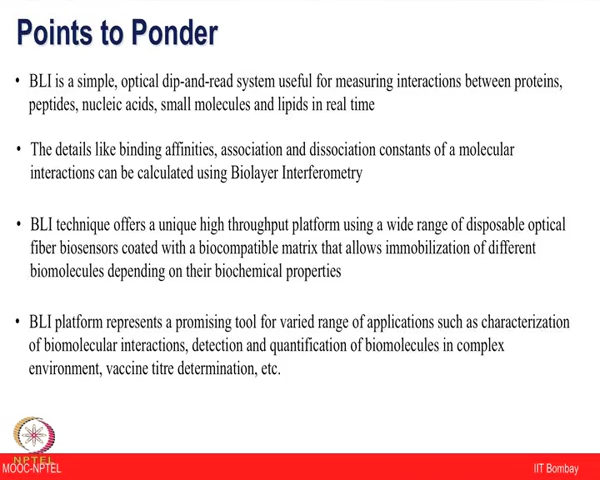 Points to Ponder
• BLI is a simple, optical dip-and-read system useful for measuring interactions between proteins,
peptides, nucleic acids, small molecules and lipids in real time
• The details like binding affinities, association and dissociation constants of a molecular
interactions can be calculated using Biolayer Interferometry
• BLI technique offers a unique high throughput platform using a wide range of disposable optical
fiber biosensors coated with a biocompatible matrix that allows immobilization of different
biomolecules depending on their biochemical properties
• BLI platform represents a promising tool for varied range of applications such as characterization
of biomolecular interactions, detection and quantification of biomolecules in complex
environment, vaccine titre determination, etc.
NPTEL
MOOC-NPTEL
IIT Bombay